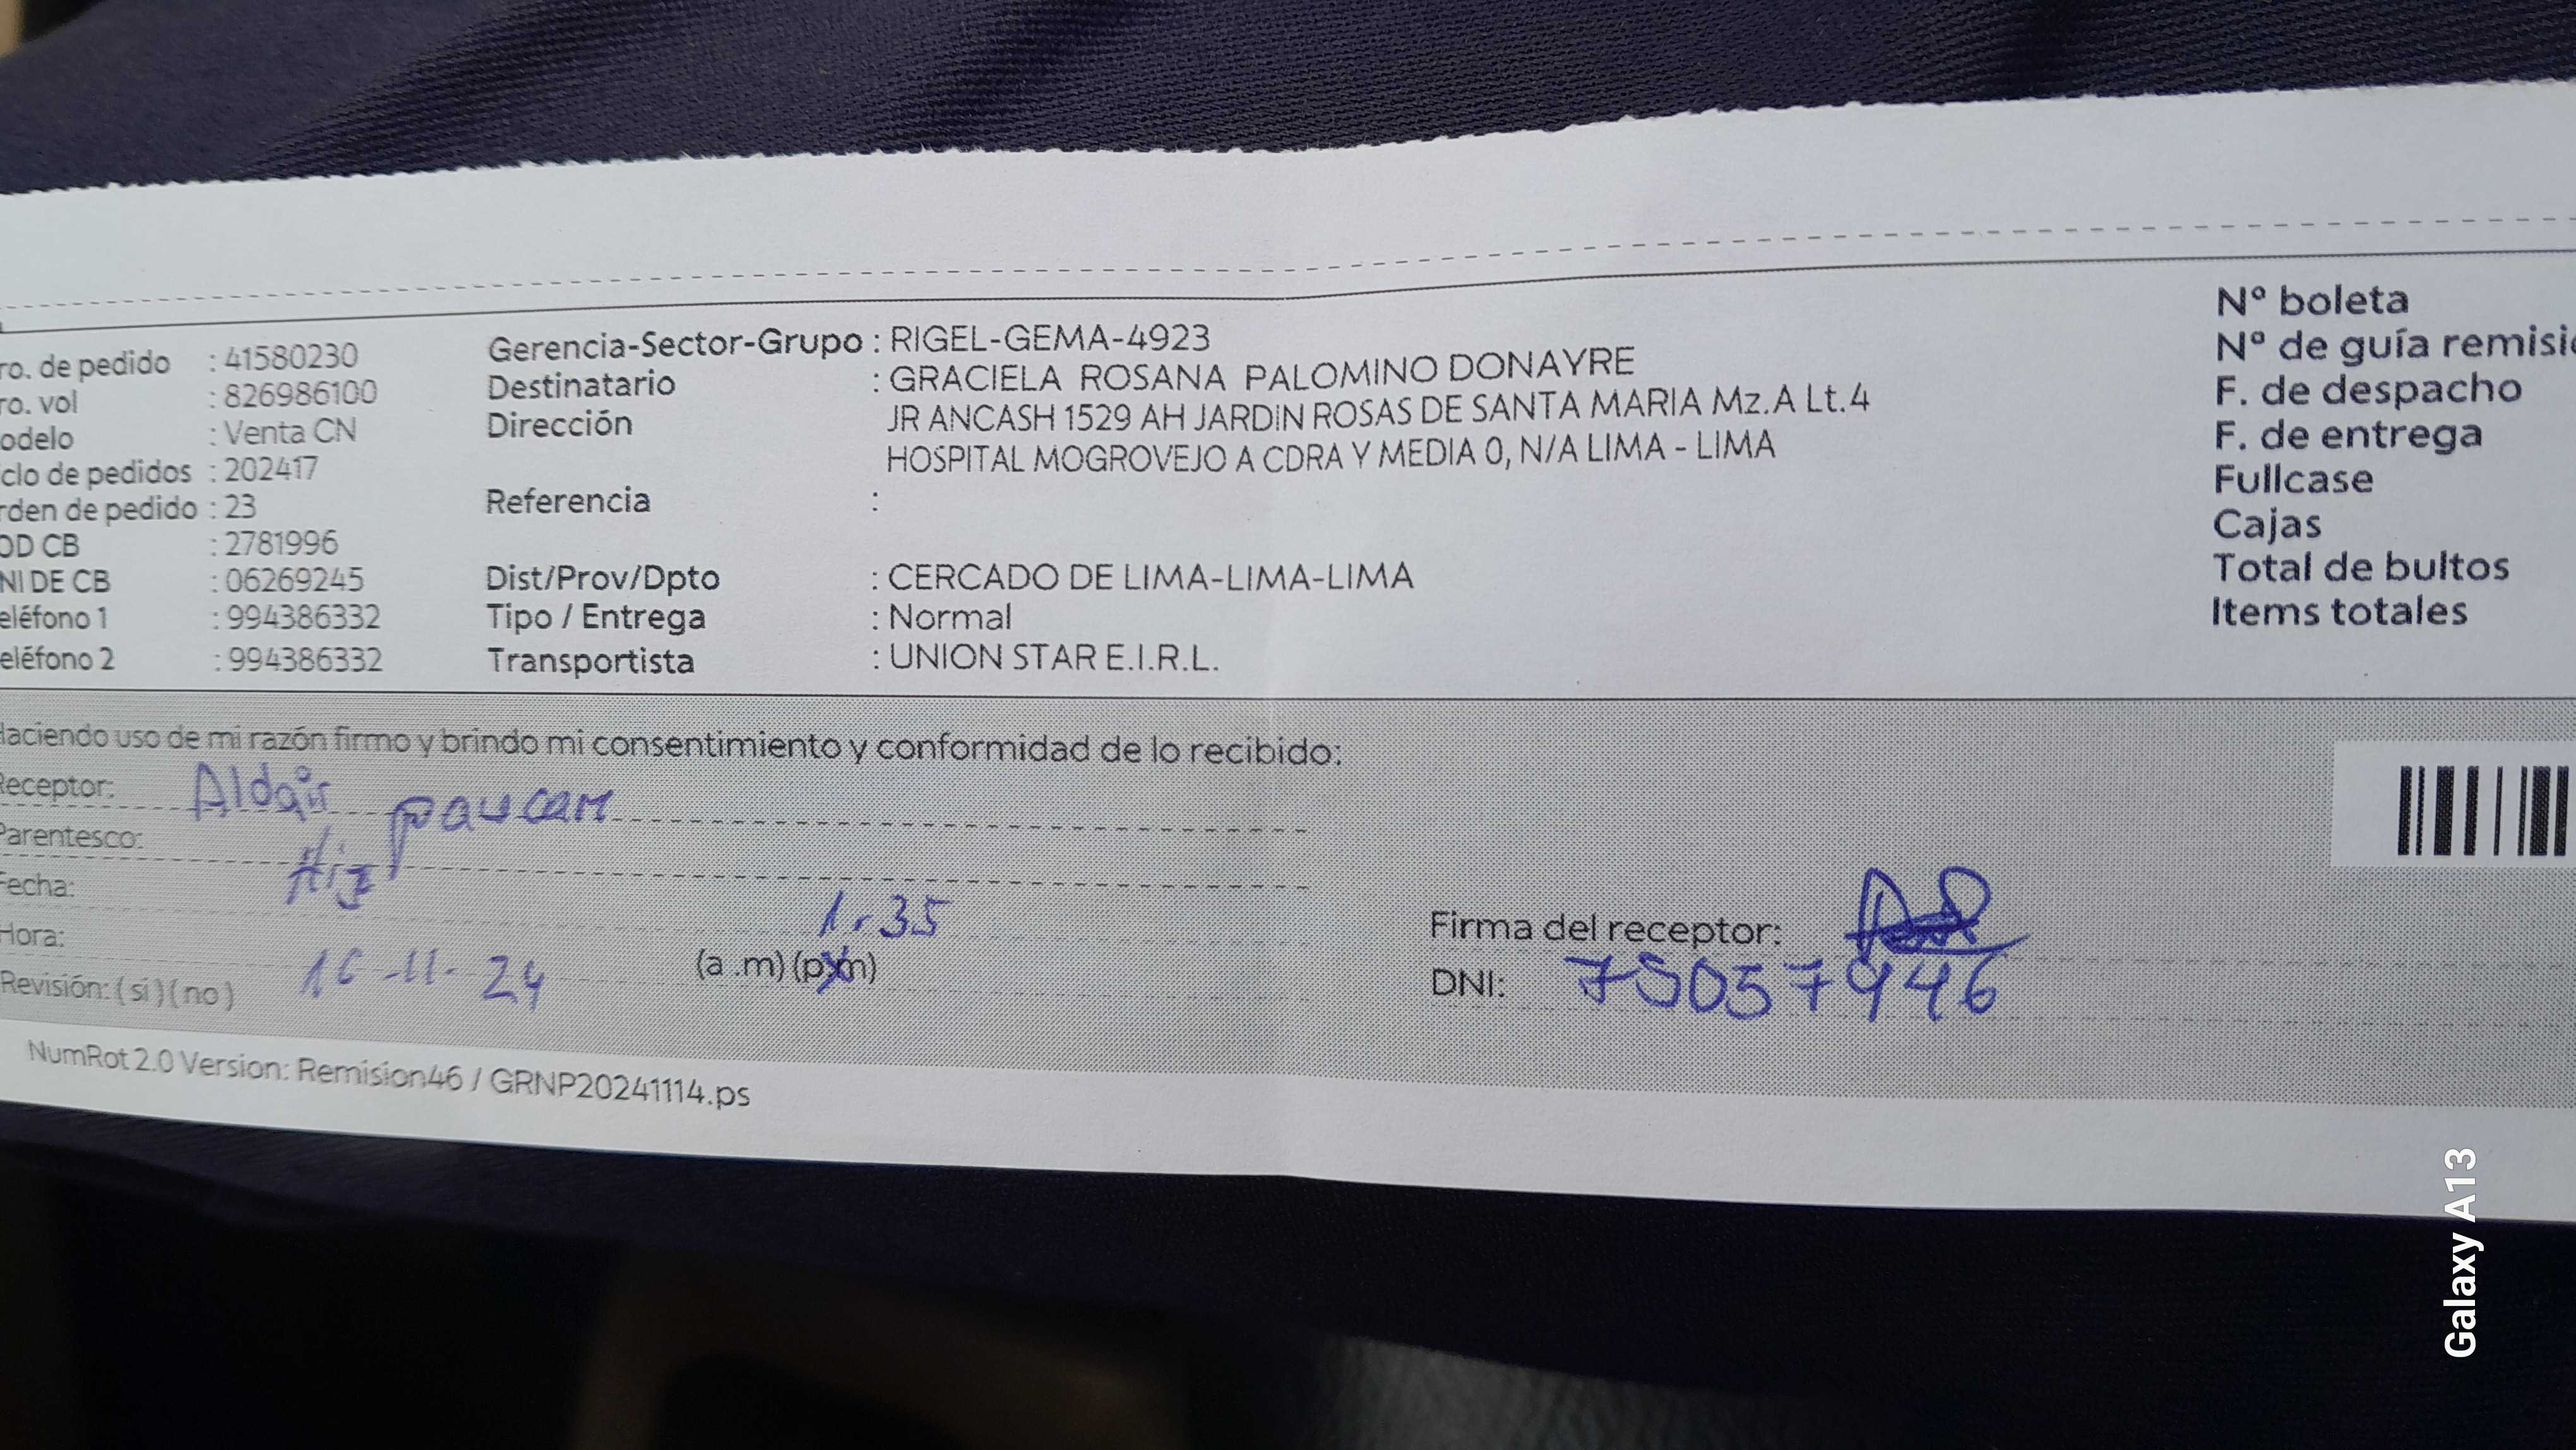 ro. de pedido : 41580230
ro. vol : 826986100
odelo : Venta CN
clo de pedidos : 202417
rden de pedido : 23
OD CB : 2781996
NI DE CB : 06269245
eléfono 1 : 994386332
eléfono 2 : 994386332
Gerencia-Sector-Grupo : RIGEL-GEMA-4923
Destinatario : GRACIELA ROSANA PALOMINO DONAYRE
Dirección JR ANCASH 1529 AH JARDIN ROSAS DE SANTA MARIA Mz.A Lt.4
HOSPITAL MOGROVEJO A CDRA Y MEDIA 0, N/A LIMA - LIMA
Referencia :
Dist/Prov/Dpto : CERCADO DE LIMA-LIMA-LIMA
Tipo / Entrega : Normal
Transportista : UNION STAR E.I.R.L.
Nº boleta
Nº de guía remisi
F. de despacho
F. de entrega
Fullcase
Cajas
Total de bultos
Items totales
Haciendo uso de mi razón firmo y brindo mi consentimiento y conformidad de lo recibido:
Receptor: Aldair paucar
Parentesco:
Fecha:
Hora: 1.35
(a .m) (p.m)
Revisión: ( si ) ( no ) 16-11-24
Firma del receptor:
DNI: 75057946
NumRot 2.0 Version: Remision46 / GRNP20241114.ps
Galaxy A13